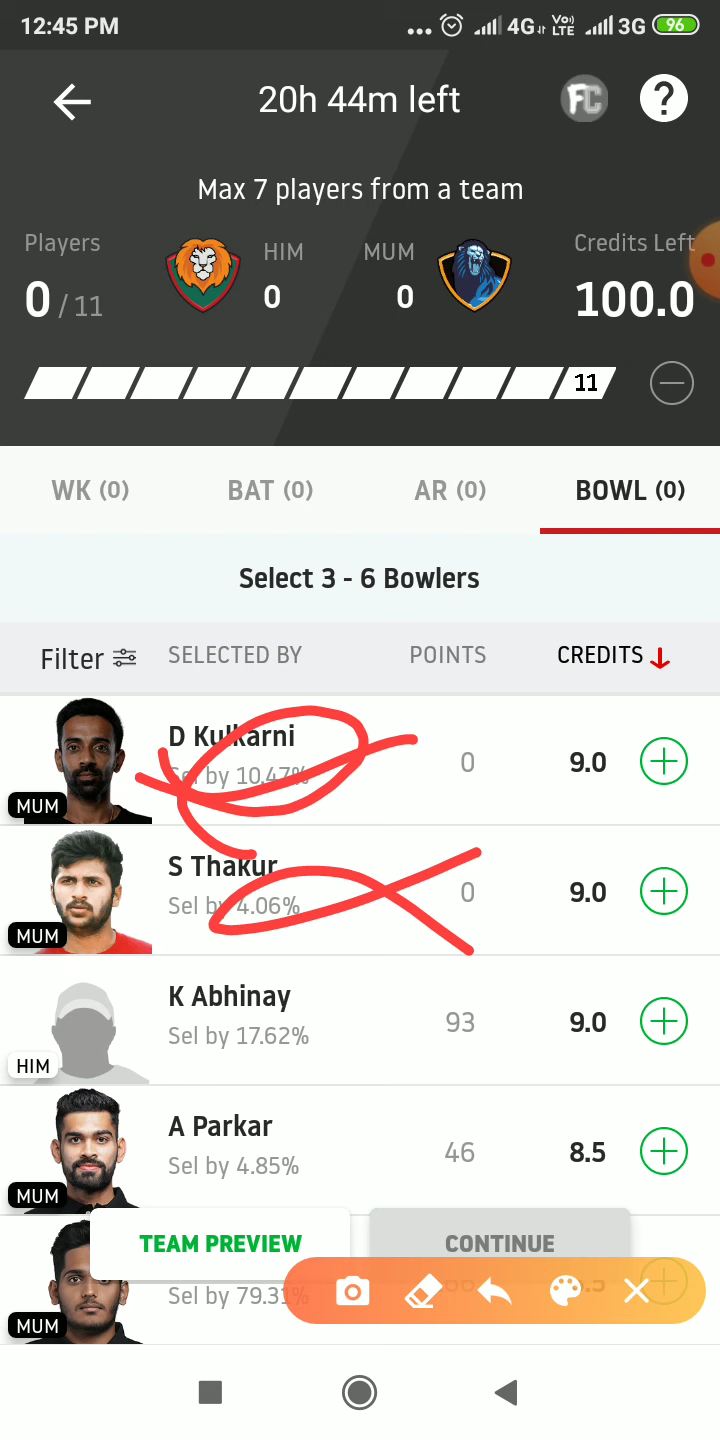 12:45 PM 4G Vo)) LTE 3G 96
20h 44m left FC ?
Max 7 players from a team
Players HIM MUM Credits Left
0 / 11 0 0 100.0
11
WK (0) BAT (0) AR (0) BOWL (0)
Select 3 - 6 Bowlers
Filter SELECTED BY POINTS CREDITS
D Kulkarni
Sel by 10.47% 0 9.0
MUM
S Thakur
Sel by 4.06% 0 9.0
MUM
K Abhinay
Sel by 17.62% 93 9.0
HIM
A Parkar
Sel by 4.85% 46 8.5
MUM
TEAM PREVIEW CONTINUE
Sel by 79.31%
MUM